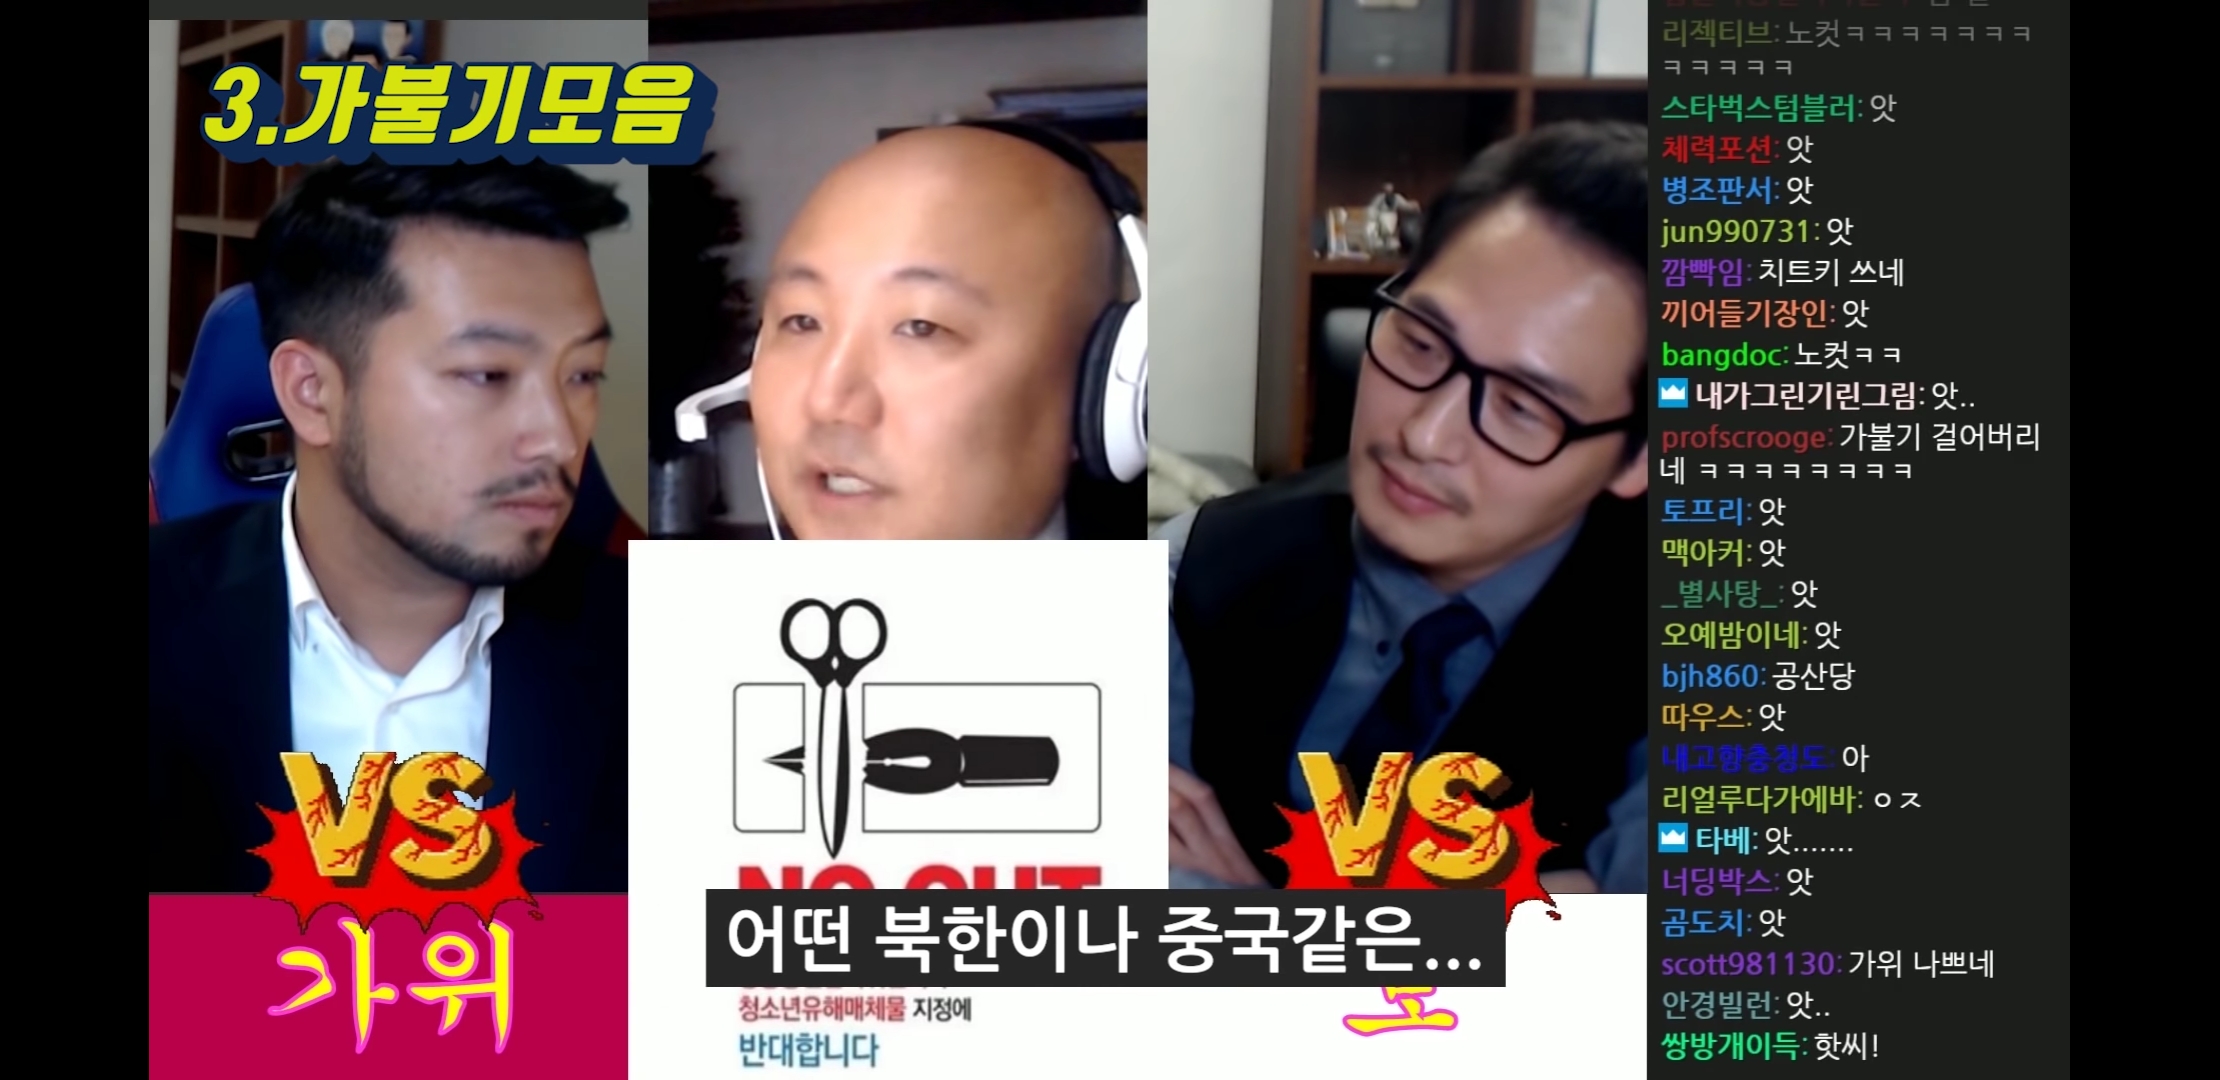 3.가불기모음
VS
가위
VS
NO CUT
어떤 북한이나 중국같은...
청소년유해매체물 지정에
반대합니다
리젝티브: 노컷ㅋㅋㅋㅋㅋㅋㅋ
ㅋㅋㅋㅋㅋ
스타벅스텀블러: 앗
체력포션: 앗
병조판서: 앗
jun990731: 앗
깜빡임: 치트키 쓰네
끼어들기장인: 앗
bangdoc: 노컷ㅋㅋ
내가그린기린그림: 앗..
profscrooge: 가불기 걸어버리
네 ㅋㅋㅋㅋㅋㅋㅋㅋ
토프리: 앗
맥아커: 앗
_별사탕_: 앗
오예밤이네: 앗
bjh860: 공산당
따우스: 앗
내고향충청도: 아
리얼루다가에바: ㅇㅈ
타베: 앗.......
너딩박스: 앗
곰도치: 앗
scott981130: 가위 나쁘네
안경빌런: 앗..
쌍방개이득: 핫씨!